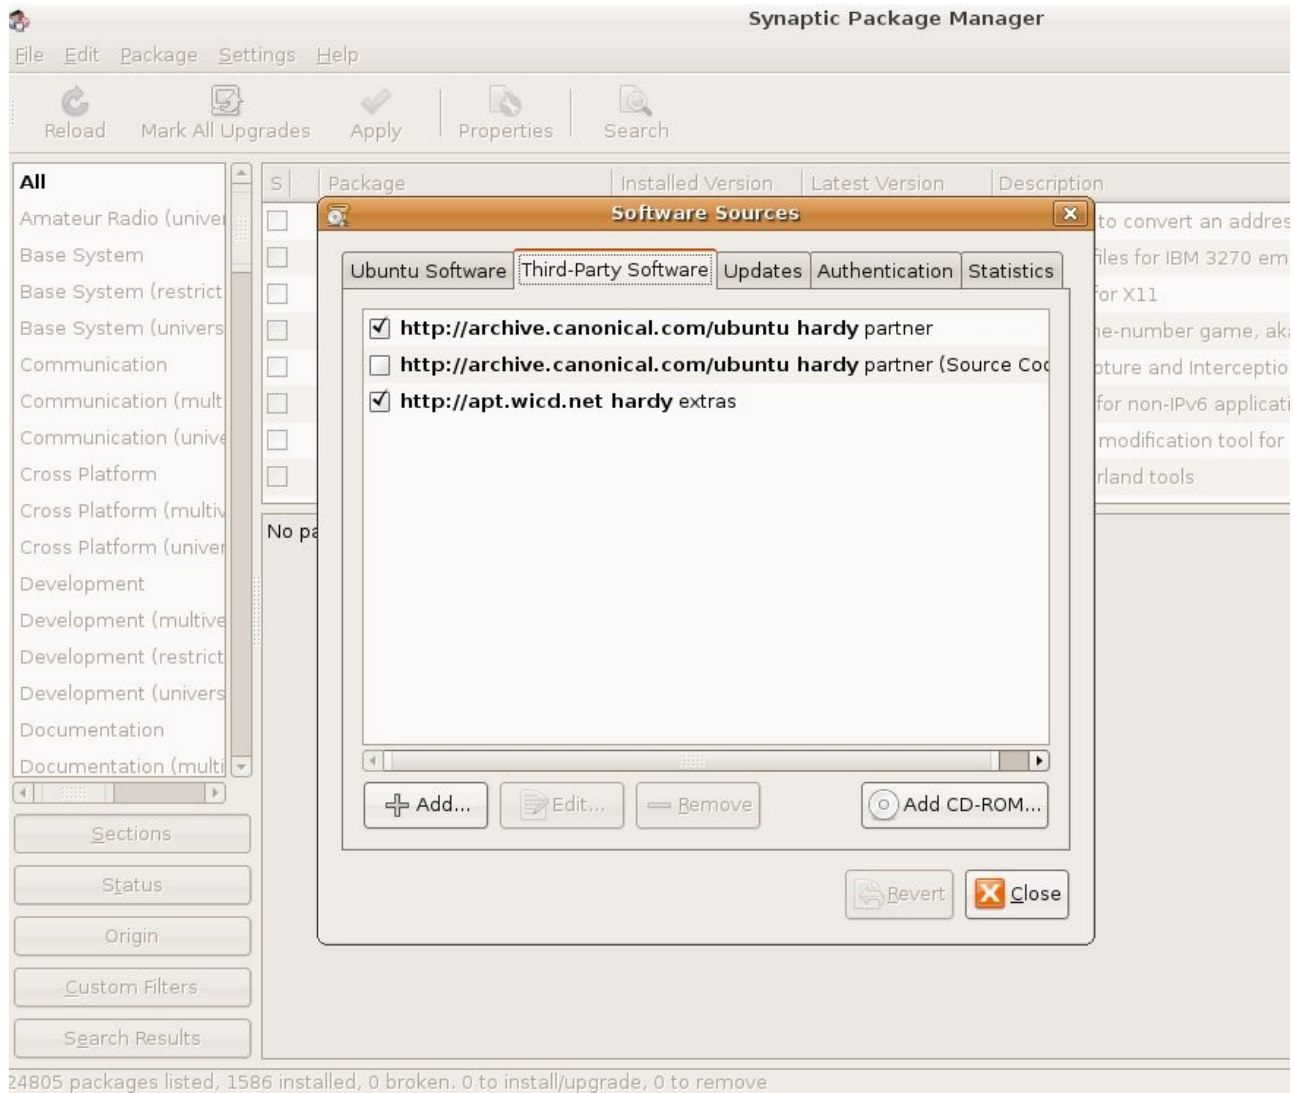 Synaptic Package Manager
File Edit Package Settings Help
Reload Mark All Upgrades Apply Properties Search
All
Amateur Radio (univer
Base System
Base System (restrict
Base System (univers
Communication
Communication (mult
Communication (unive
Cross Platform
Cross Platform (multiv
Cross Platform (univer
Development
Development (multive
Development (restrict
Development (univers
Documentation
Documentation (multi
Sections
Status
Origin
Custom Filters
Search Results
S Package Installed Version Latest Version Description
to convert an addres
files for IBM 3270 em
for X11
e-number game, aka
pture and Interceptio
for non-IPv6 applicati
modification tool for
rland tools
No pa
Software Sources
Ubuntu Software Third-Party Software Updates Authentication Statistics
http://archive.canonical.com/ubuntu hardy partner
http://archive.canonical.com/ubuntu hardy partner (Source Cod
http://apt.wicd.net hardy extras
Add... Edit... Remove Add CD-ROM...
Revert Close
24805 packages listed, 1586 installed, 0 broken. 0 to install/upgrade, 0 to remove